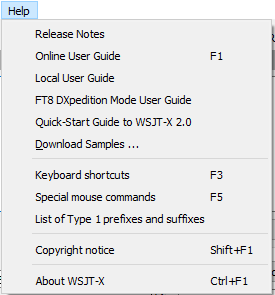 Help
Release Notes
Online User Guide F1
Local User Guide
FT8 DXpedition Mode User Guide
Quick-Start Guide to WSJT-X 2.0
Download Samples ...
Keyboard shortcuts F3
Special mouse commands F5
List of Type 1 prefixes and suffixes
Copyright notice Shift+F1
About WSJT-X Ctrl+F1